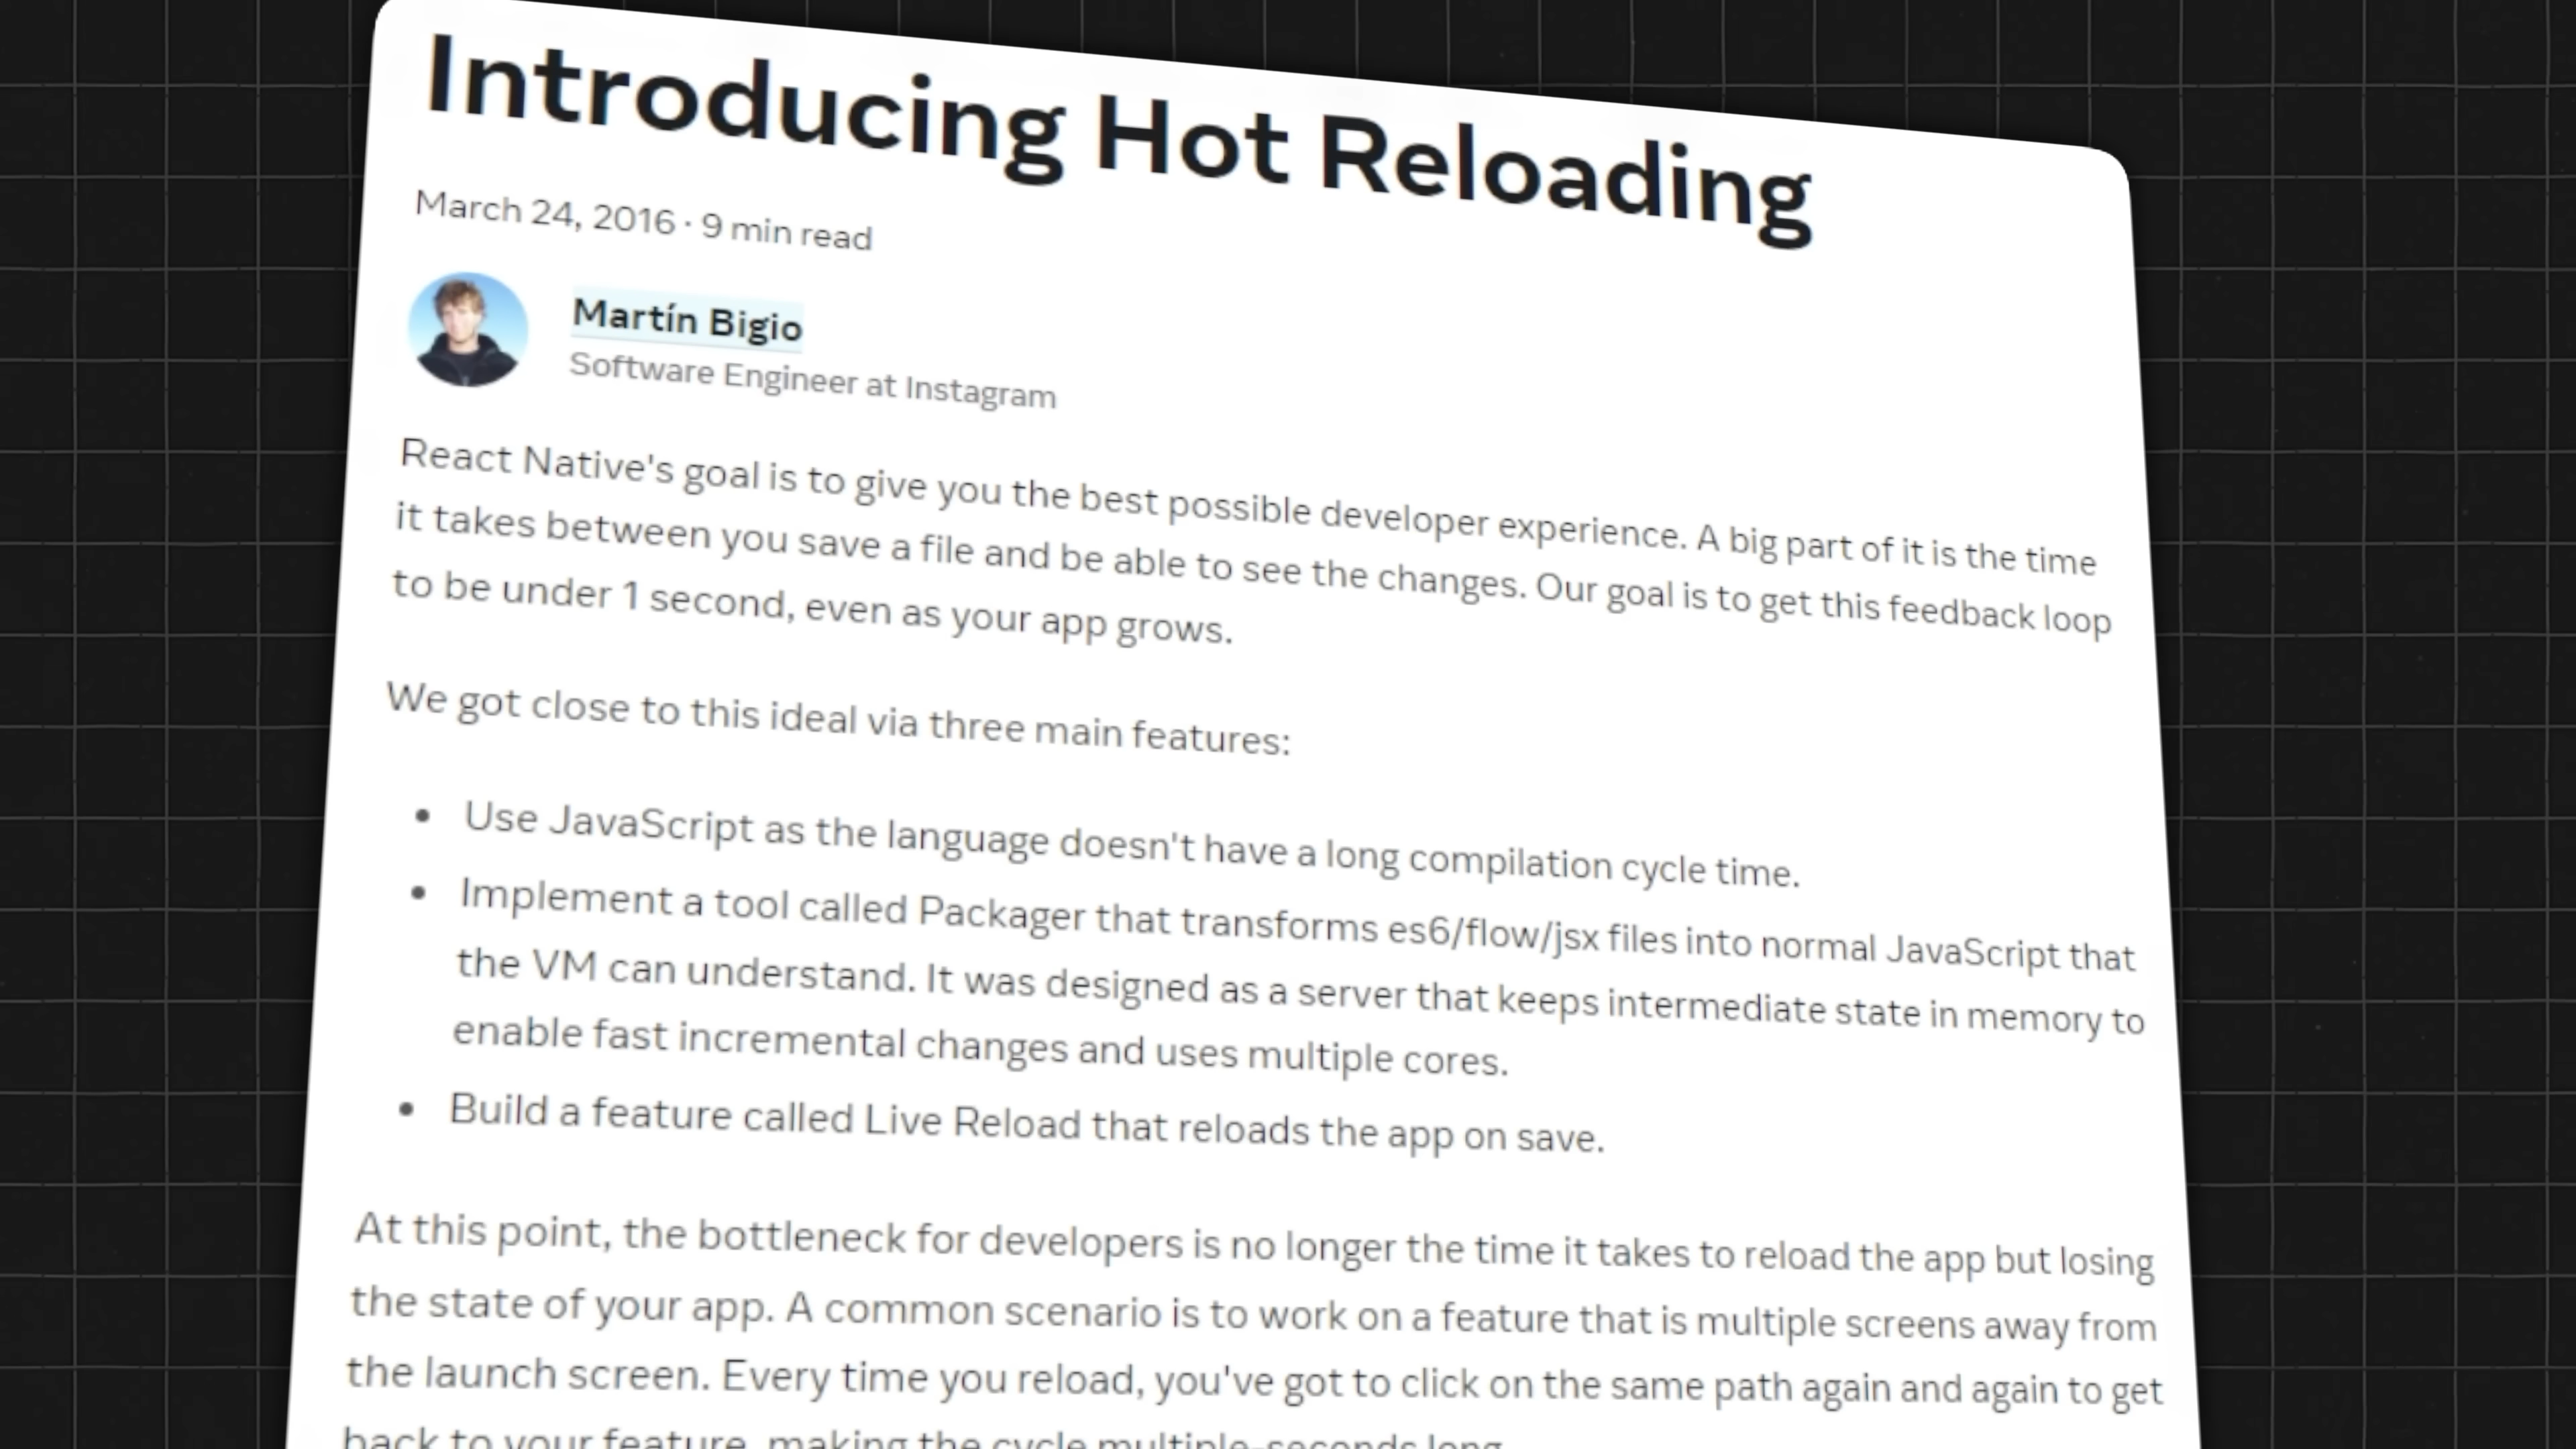 Introducing Hot Reloading
March 24, 2016 · 9 min read
Martín Bigio
Software Engineer at Instagram
React Native's goal is to give you the best possible developer experience. A big part of it is the time
it takes between you save a file and be able to see the changes. Our goal is to get this feedback loop
to be under 1 second, even as your app grows.
We got close to this ideal via three main features:
• Use JavaScript as the language doesn't have a long compilation cycle time.
• Implement a tool called Packager that transforms es6/flow/jsx files into normal JavaScript that
the VM can understand. It was designed as a server that keeps intermediate state in memory to
enable fast incremental changes and uses multiple cores.
• Build a feature called Live Reload that reloads the app on save.
At this point, the bottleneck for developers is no longer the time it takes to reload the app but losing
the state of your app. A common scenario is to work on a feature that is multiple screens away from
the launch screen. Every time you reload, you've got to click on the same path again and again to get
back to your feature, making the cycle multiple-seconds long.